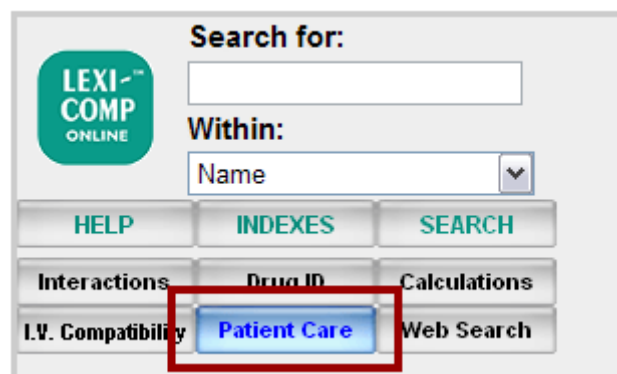 Search for:
LEXI-™
COMP
ONLINE
Within:
Name
HELP INDEXES SEARCH
Interactions Drug ID Calculations
I.V. Compatibility Patient Care Web Search